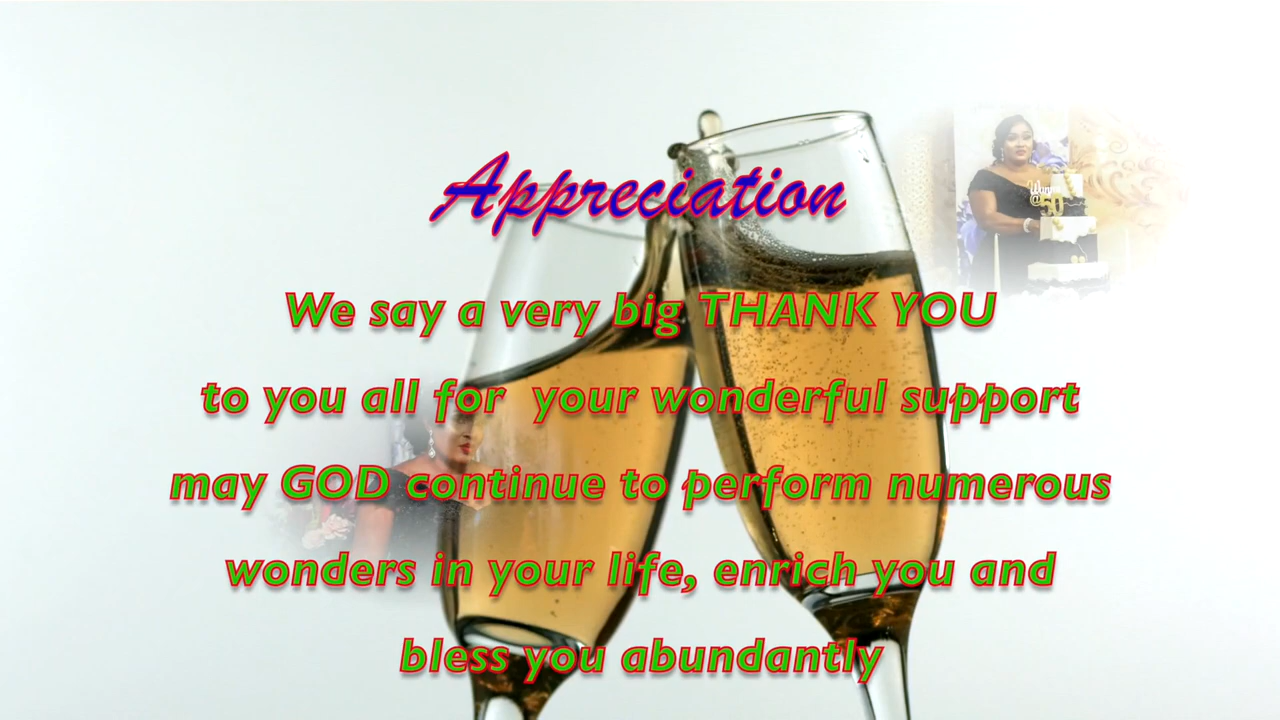 Appreciation
We say a very big THANK YOU
to you all for your wonderful support
may GOD continue to perform numerous
wonders in your life, enrich you and
bless you abundantly
@50